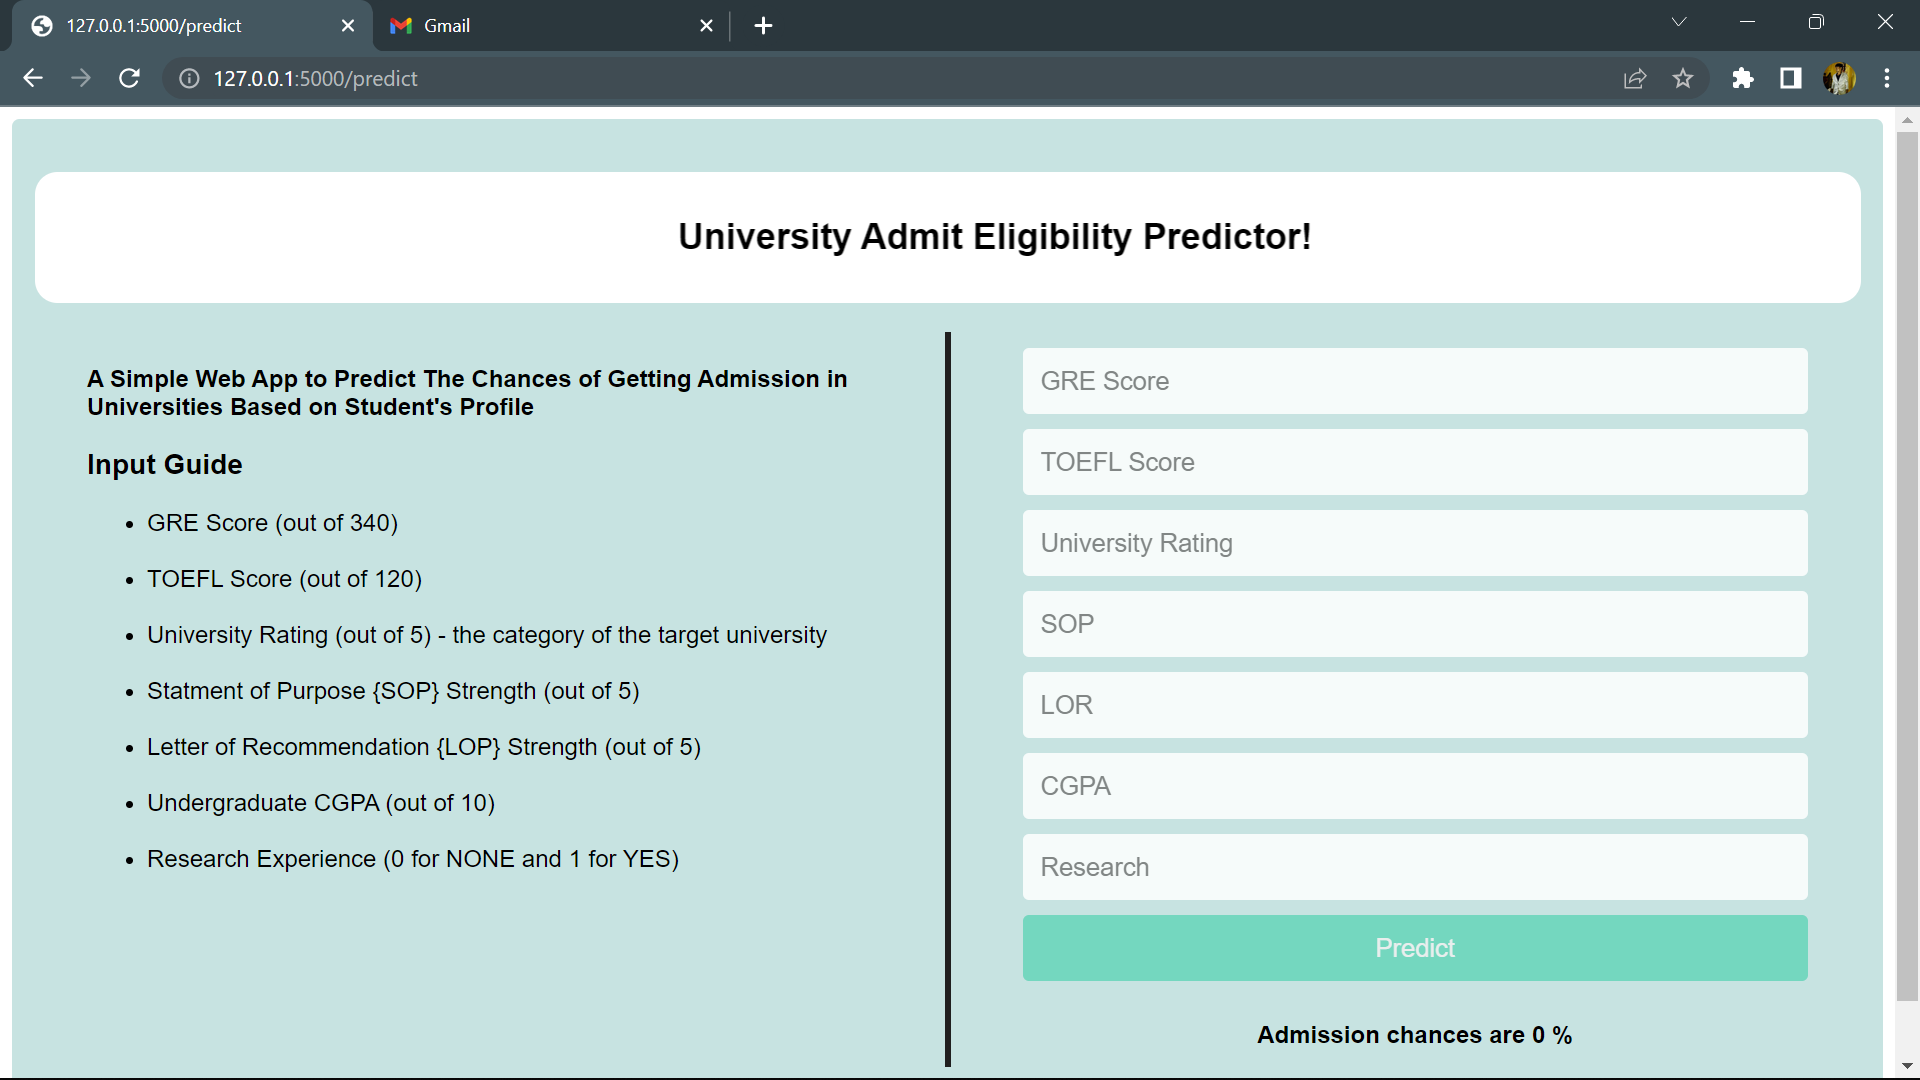 127.0.0.1:5000/predict
Gmail
127.0.0.1:5000/predict
University Admit Eligibility Predictor!
A Simple Web App to Predict The Chances of Getting Admission in
Universities Based on Student's Profile
Input Guide
• GRE Score (out of 340)
• TOEFL Score (out of 120)
• University Rating (out of 5) - the category of the target university
• Statment of Purpose {SOP} Strength (out of 5)
• Letter of Recommendation {LOP} Strength (out of 5)
• Undergraduate CGPA (out of 10)
• Research Experience (0 for NONE and 1 for YES)
GRE Score
TOEFL Score
University Rating
SOP
LOR
CGPA
Research
Predict
Admission chances are 0 %